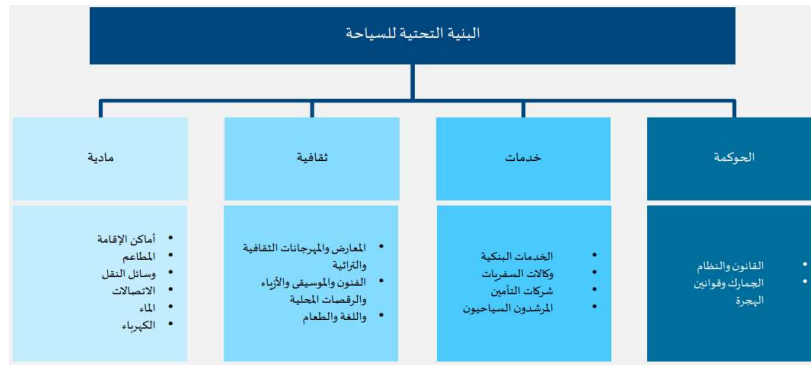 البنية التحتية للسياحة
الحوكمة
القانون والنظام
الجمارك وقوانين
الهجرة
خدمات
الخدمات البنكية
وكالات السفريات
شركات التأمين
المرشدون السياحيون
ثقافية
المعارض والمهرجانات الثقافية
والتراثية
الفنون والموسيقى والأزياء
والرقصات المحلية
واللغة والطعام
مادية
أماكن الإقامة
المطاعم
وسائل النقل
الاتصالات
الماء
الكهرباء